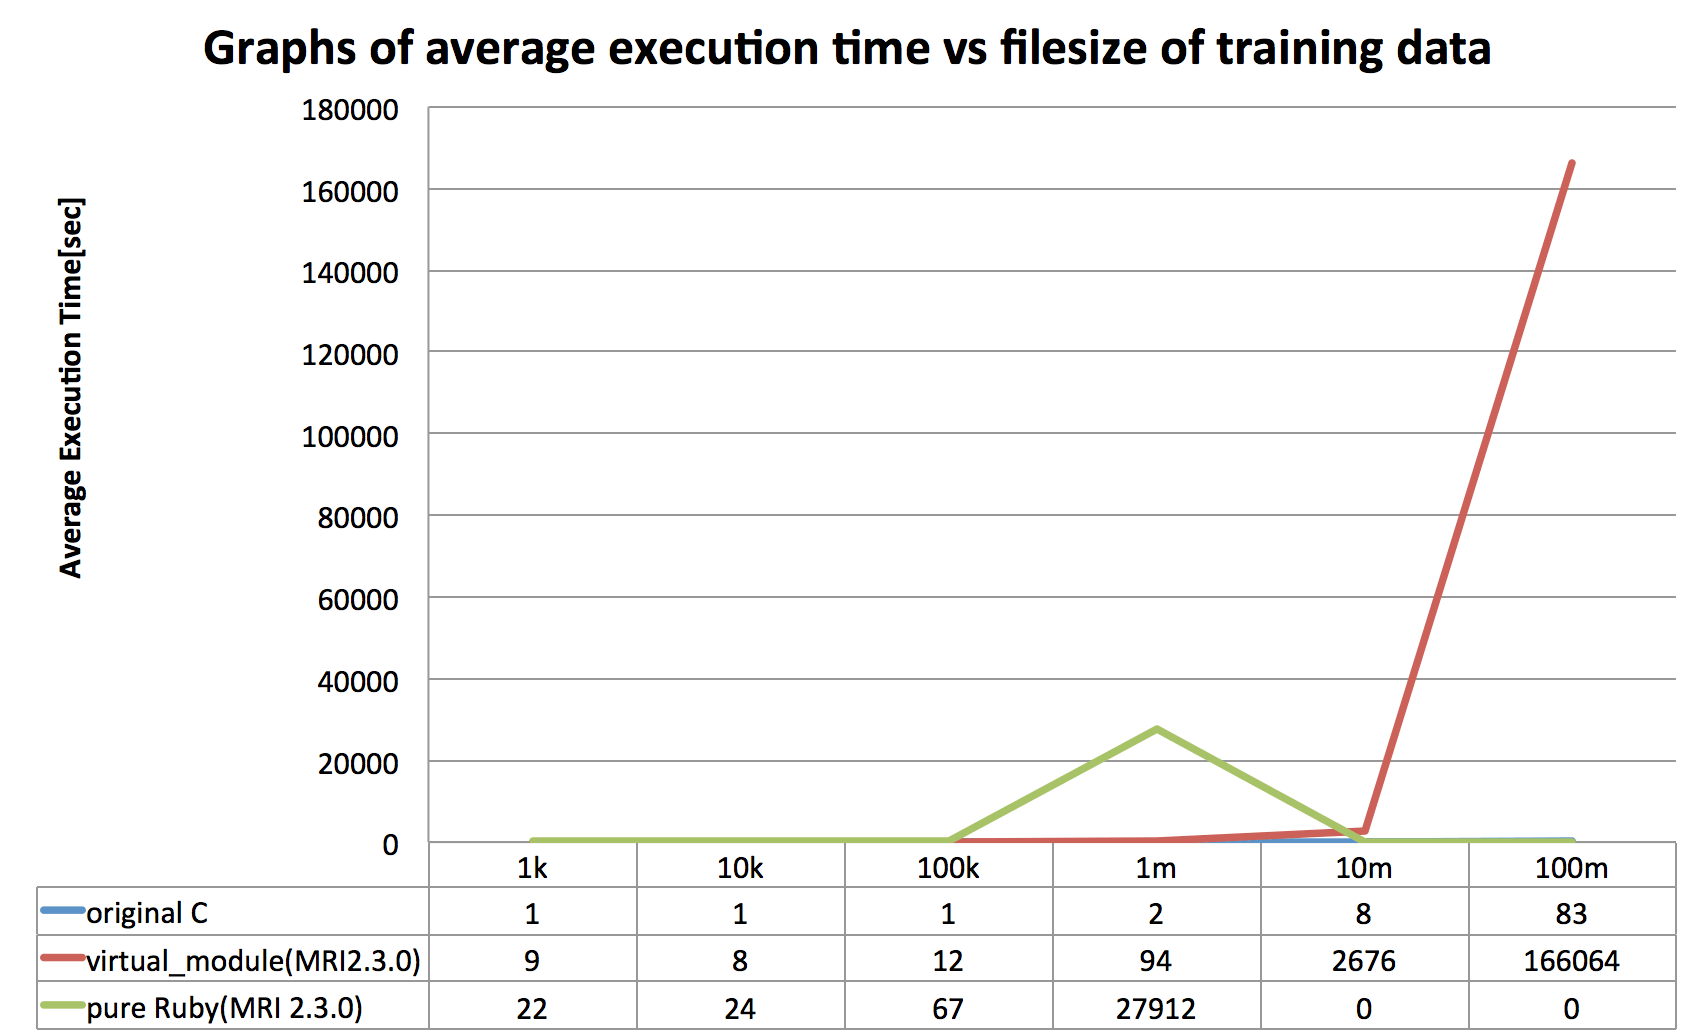 Graphs of average execution time vs filesize of training data
Average Execution Time[sec]
180000
160000
140000
120000
100000
80000
60000
40000
20000
0
1k 10k 100k 1m 10m 100m
original C 1 1 1 2 8 83
virtual_module(MRI2.3.0) 9 8 12 94 2676 166064
pure Ruby(MRI 2.3.0) 22 24 67 27912 0 0